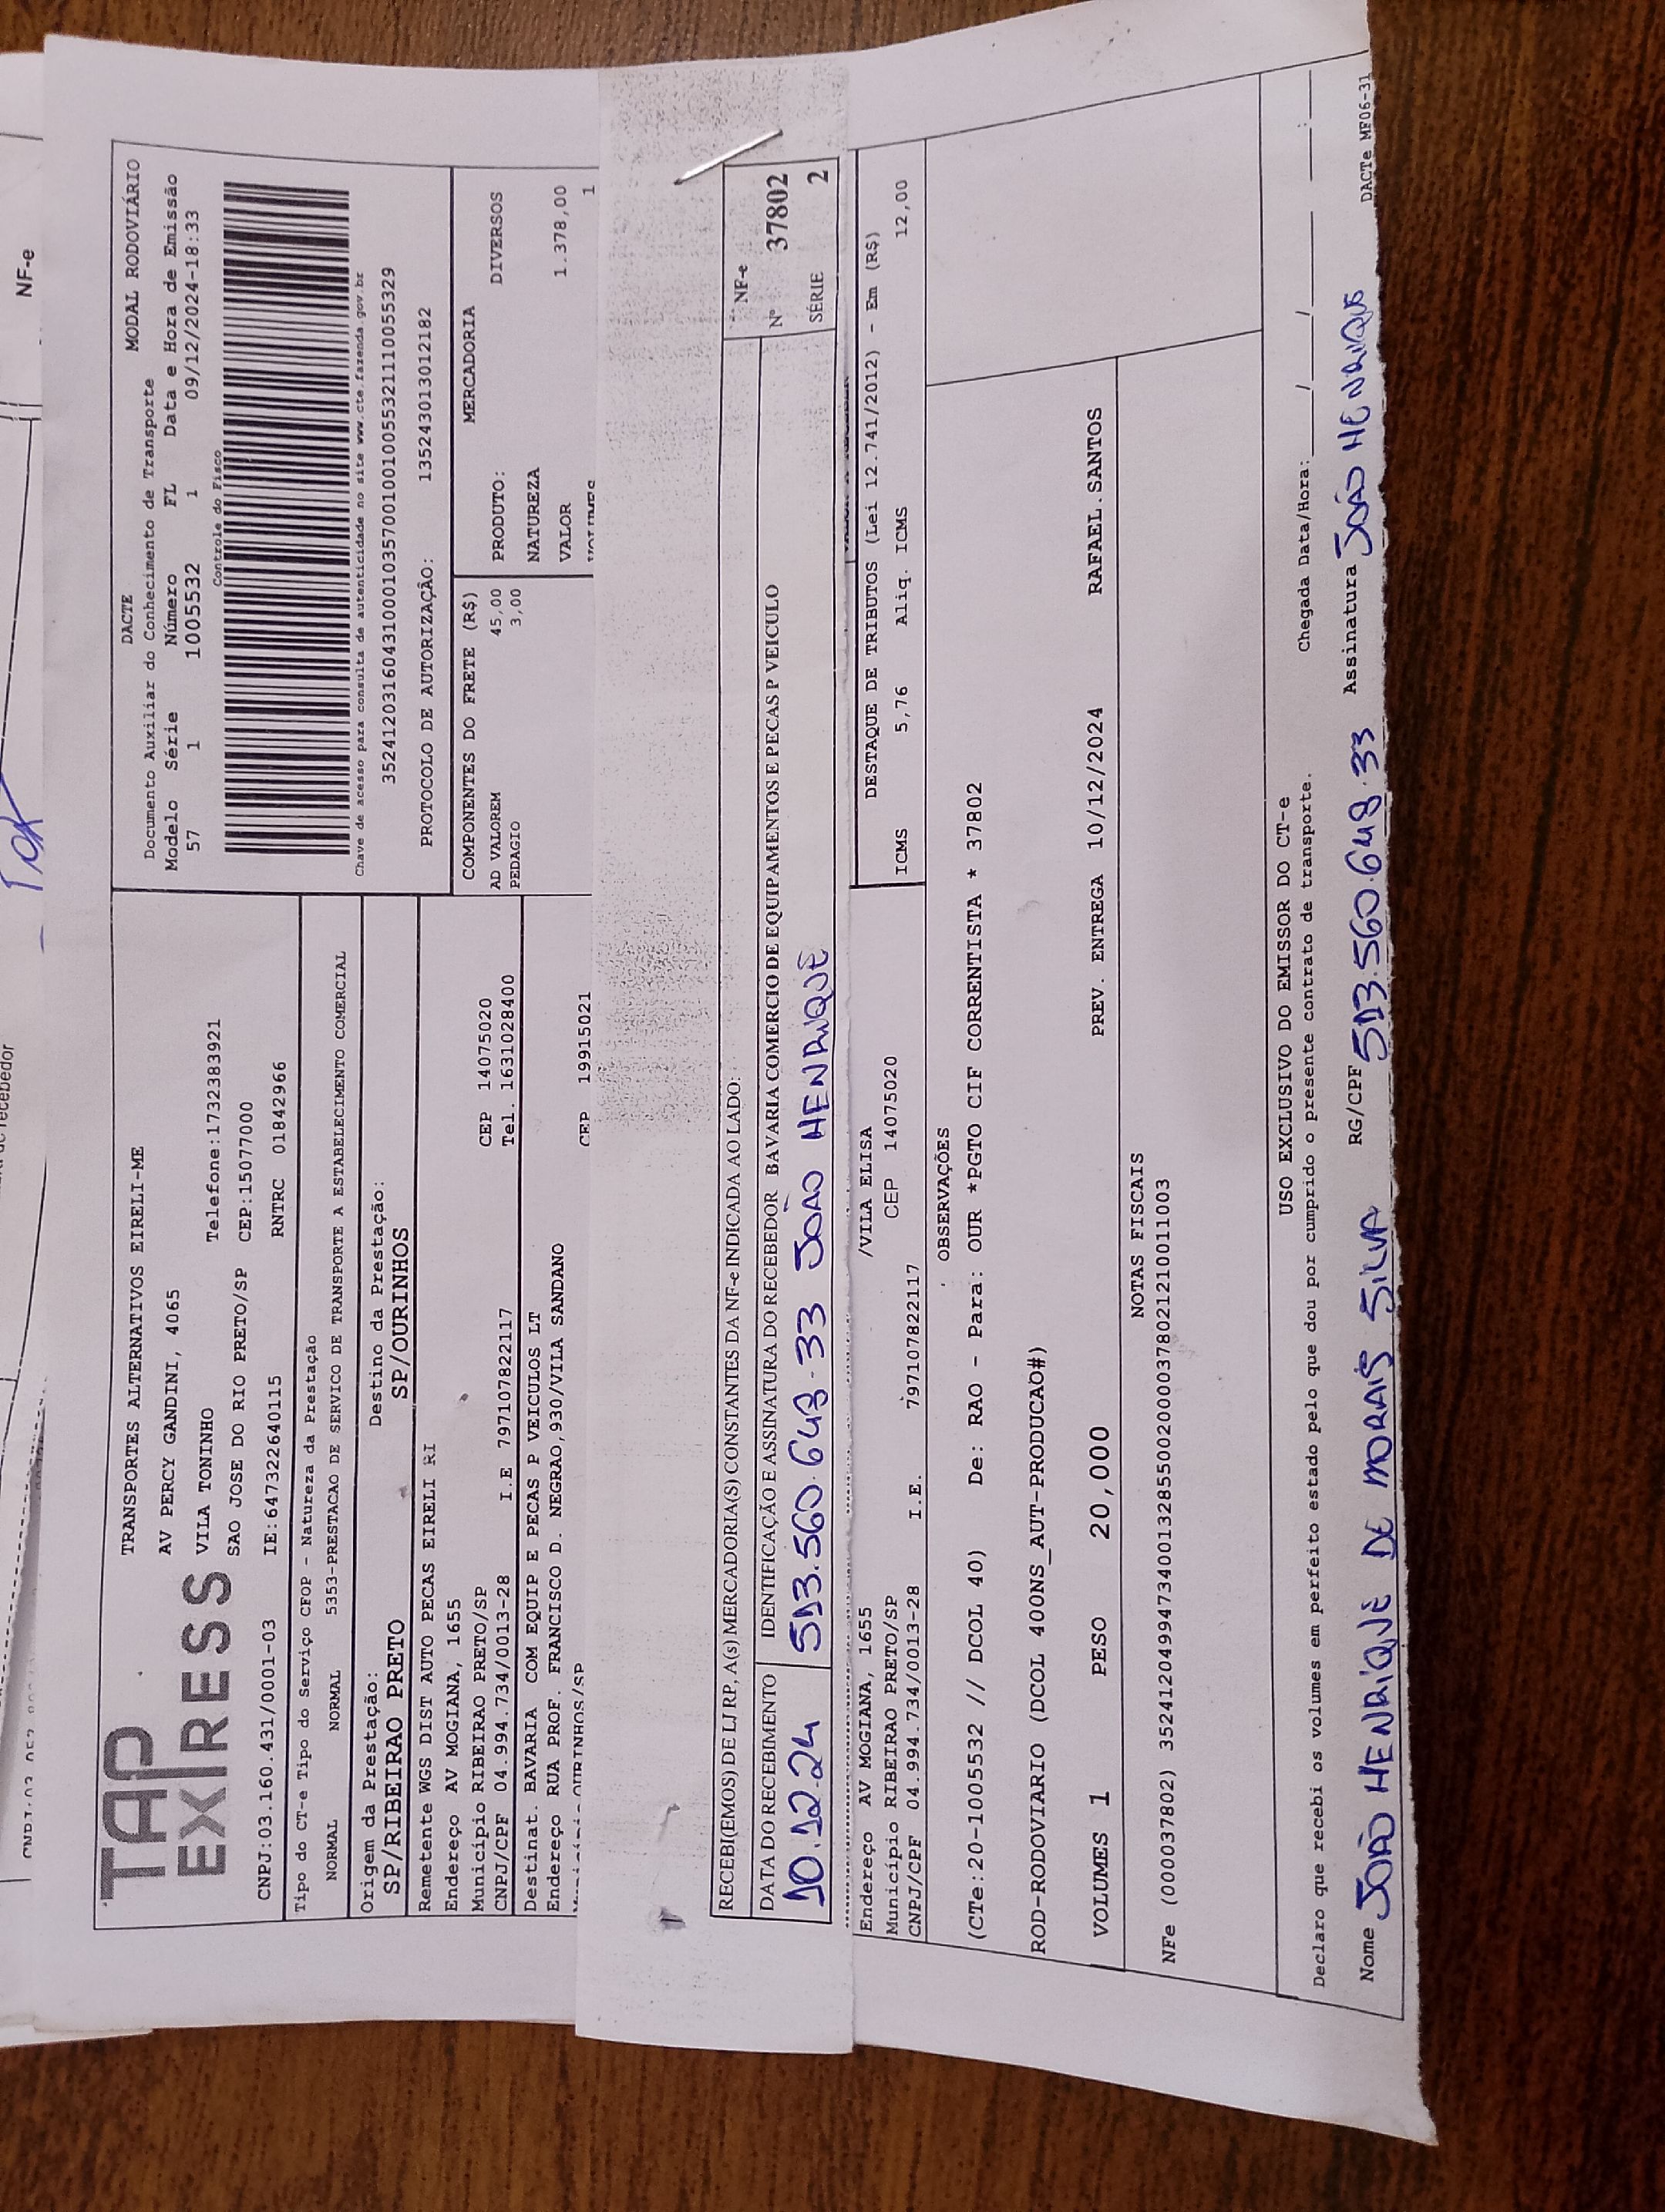 NF-e
TAP
EXPRESS
TRANSPORTES ALTERNATIVOS EIRELI-ME
AV PERCY GANDINI, 4065
VILA TONINHO
Telefone:1732383921
SAO JOSE DO RIO PRETO/SP CEP:15077000
CNPJ:03.160.431/0001-03 IE:647322640115 RNTRC 01842966
DACTE MODAL RODOVIÁRIO
Documento Auxiliar do Conhecimento de Transporte
Modelo Série Número FL Data e Hora de Emissão
57 1 1005532 1 09/12/2024-18:33
Controle do Fisco
Chave de acesso para consulta de autenticidade no site www.cte.fazenda.gov.br
35241203160431000103570010010055321110055329
PROTOCOLO DE AUTORIZAÇÃO: 135243013012182
Tipo do CT-e Tipo do Serviço CFOP - Natureza da Prestação
NORMAL NORMAL 5353-PRESTACAO DE SERVICO DE TRANSPORTE A ESTABELECIMENTO COMERCIAL
Origem da Prestação: Destino da Prestação:
SP/RIBEIRAO PRETO SP/OURINHOS
Remetente WGS DIST AUTO PECAS EIRELI RI
Endereço AV MOGIANA, 1655
Município RIBEIRAO PRETO/SP CEP 14075020
CNPJ/CPF 04.994.734/0013-28 I.E 797107822117 Tel. 1631028400
Destinat. BAVARIA COM EQUIP E PECAS P VEICULOS LT
Endereço RUA PROF. FRANCISCO D. NEGRAO,930/VILA SANDANO
Município OURINHOS/SP CEP 19915021
COMPONENTES DO FRETE (R$) MERCADORIA
AD VALOREM 45,00 PRODUTO: DIVERSOS
PEDAGIO 3,00
NATUREZA
VALOR 1.378,00
VOLUMES 1
RECEBI(EMOS) DE LJ RP, A(s) MERCADORIA(S) CONSTANTES DA NF-e INDICADA AO LADO:
DATA DO RECEBIMENTO IDENTIFICAÇÃO E ASSINATURA DO RECEBEDOR BAVARIA COMERCIO DE EQUIPAMENTOS E PECAS P VEICULO
10.12.24 513.560.648-33 JOÃO HENRIQUE
NF-e
Nº 37802
SÉRIE 2
/VILA ELISA
Endereço AV MOGIANA, 1655
Município RIBEIRAO PRETO/SP CEP 14075020
CNPJ/CPF 04.994.734/0013-28 I.E. 797107822117
DESTAQUE DE TRIBUTOS (Lei 12.741/2012) - Em (R$)
ICMS 5,76 Aliq. ICMS 12,00
OBSERVAÇÕES
(CTe:20-1005532 // DCOL 40) De: RAO - Para: OUR *PGTO CIF CORRENTISTA * 37802
ROD-RODOVIARIO (DCOL 400NS_AUT-PRODUCAO#)
VOLUMES 1 PESO 20,000 PREV. ENTREGA 10/12/2024 RAFAEL.SANTOS
NOTAS FISCAIS
NFe (000037802) 35241204994734001328550020000378021210011003
USO EXCLUSIVO DO EMISSOR DO CT-e
Declaro que recebi os volumes em perfeito estado pelo que dou por cumprido o presente contrato de transporte. Chegada Data/Hora:___/___/___ ___:___
Nome JOÃO HENRIQUE DE MORAIS SILVA RG/CPF 513.560.648.33 Assinatura JOÃO HENRIQUE
DACTe MF06-31